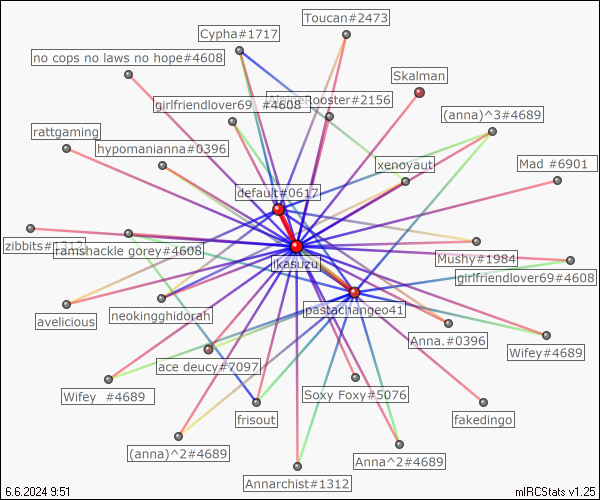 Toucan#2473
Cypha#1717
no cops no laws no hope#4608
Skalman
girlfriendlover69 #4608
Rooster#2156
(anna)^3#4689
rattgaming
hypomanianna#0396
xenoyaut
Mad #6901
default#0617
zibbits#1312
ramshackle gorey#4608
ikasuzu
Mushy#1984
girlfriendlover69#4608
avelicious
neokingghidorah
pastachangeo41
Anna.#0396
Wifey#4689
ace deucy#7097
Wifey #4689
Soxy Foxy#5076
frisout
fakedingo
(anna)^2#4689
Anna^2#4689
Annarchist#1312
6.6.2024 9:51
mIRCStats v1.25